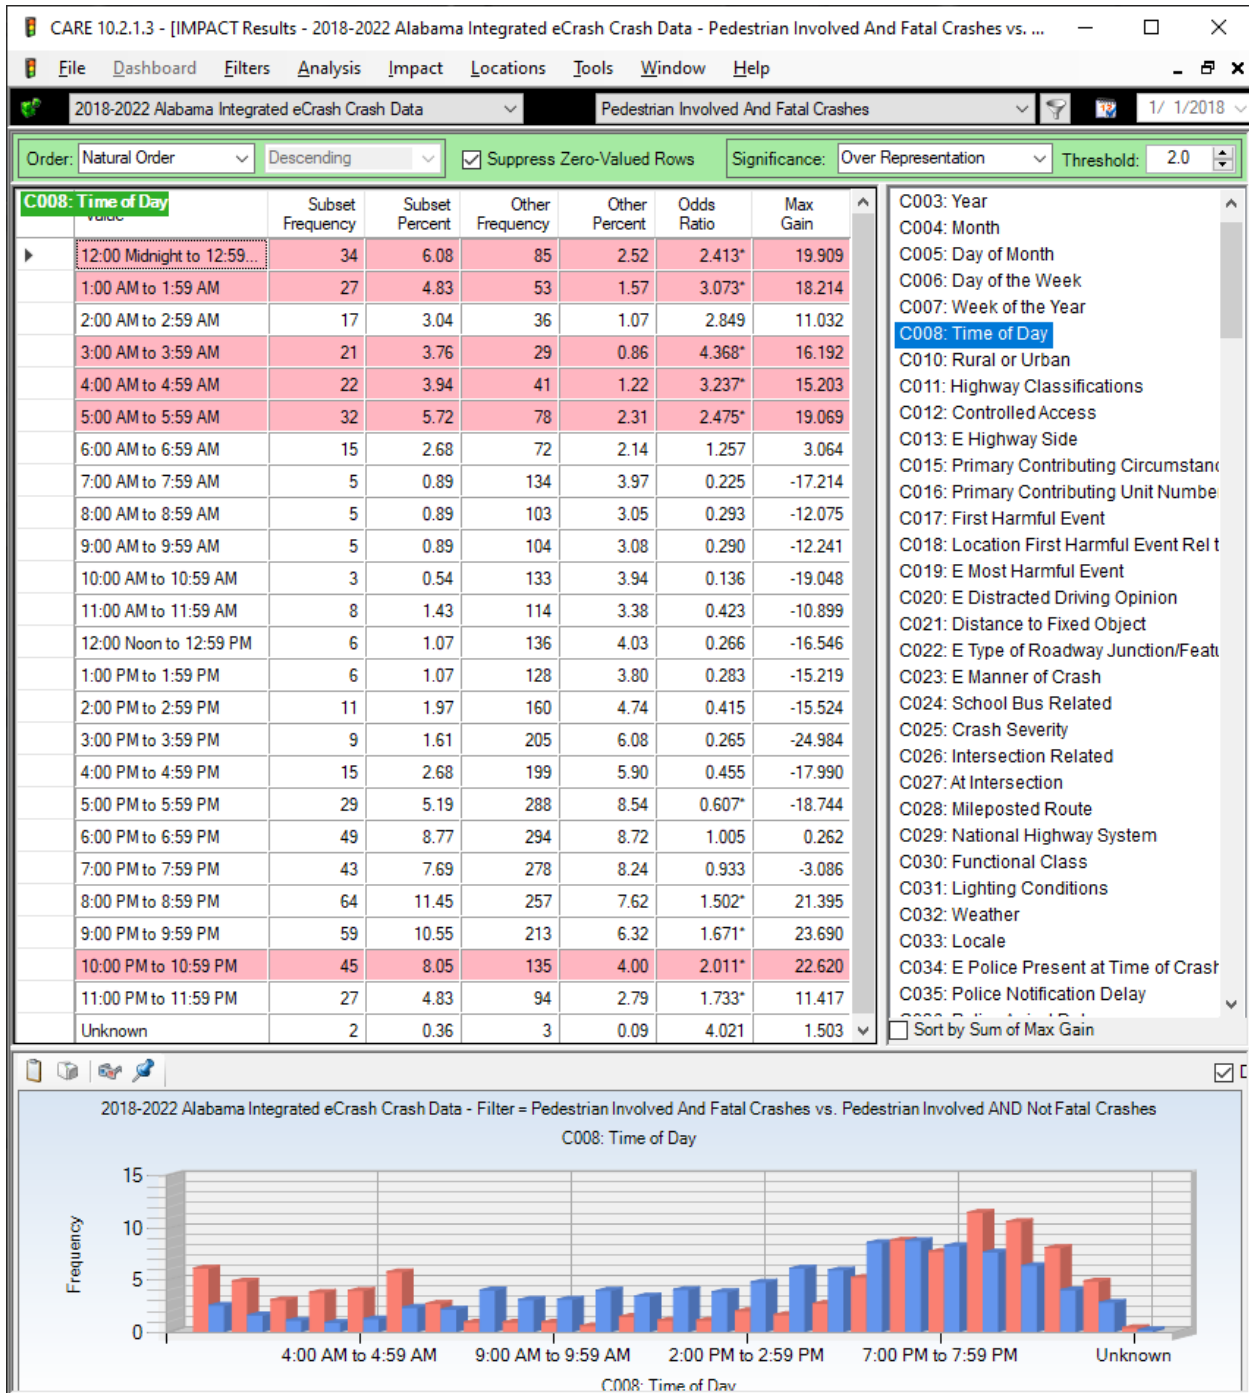 CARE 10.2.1.3 - [IMPACT Results - 2018-2022 Alabama Integrated eCrash Crash Data - Pedestrian Involved And Fatal Crashes vs. ...
File Dashboard Filters Analysis Impact Locations Tools Window Help
2018-2022 Alabama Integrated eCrash Crash Data Pedestrian Involved And Fatal Crashes 1/ 1/2018
Order: Natural Order Descending Suppress Zero-Valued Rows Significance: Over Representation Threshold: 2.0
C008: Time of Day Subset Frequency Subset Percent Other Frequency Other Percent Odds Ratio Max Gain
12:00 Midnight to 12:59... 34 6.08 85 2.52 2.413* 19.909
1:00 AM to 1:59 AM 27 4.83 53 1.57 3.073* 18.214
2:00 AM to 2:59 AM 17 3.04 36 1.07 2.849 11.032
3:00 AM to 3:59 AM 21 3.76 29 0.86 4.368* 16.192
4:00 AM to 4:59 AM 22 3.94 41 1.22 3.237* 15.203
5:00 AM to 5:59 AM 32 5.72 78 2.31 2.475* 19.069
6:00 AM to 6:59 AM 15 2.68 72 2.14 1.257 3.064
7:00 AM to 7:59 AM 5 0.89 134 3.97 0.225 -17.214
8:00 AM to 8:59 AM 5 0.89 103 3.05 0.293 -12.075
9:00 AM to 9:59 AM 5 0.89 104 3.08 0.290 -12.241
10:00 AM to 10:59 AM 3 0.54 133 3.94 0.136 -19.048
11:00 AM to 11:59 AM 8 1.43 114 3.38 0.423 -10.899
12:00 Noon to 12:59 PM 6 1.07 136 4.03 0.266 -16.546
1:00 PM to 1:59 PM 6 1.07 128 3.80 0.283 -15.219
2:00 PM to 2:59 PM 11 1.97 160 4.74 0.415 -15.524
3:00 PM to 3:59 PM 9 1.61 205 6.08 0.265 -24.984
4:00 PM to 4:59 PM 15 2.68 199 5.90 0.455 -17.990
5:00 PM to 5:59 PM 29 5.19 288 8.54 0.607* -18.744
6:00 PM to 6:59 PM 49 8.77 294 8.72 1.005 0.262
7:00 PM to 7:59 PM 43 7.69 278 8.24 0.933 -3.086
8:00 PM to 8:59 PM 64 11.45 257 7.62 1.502* 21.395
9:00 PM to 9:59 PM 59 10.55 213 6.32 1.671* 23.690
10:00 PM to 10:59 PM 45 8.05 135 4.00 2.011* 22.620
11:00 PM to 11:59 PM 27 4.83 94 2.79 1.733* 11.417
Unknown 2 0.36 3 0.09 4.021 1.503
C003: Year
C004: Month
C005: Day of Month
C006: Day of the Week
C007: Week of the Year
C008: Time of Day
C010: Rural or Urban
C011: Highway Classifications
C012: Controlled Access
C013: E Highway Side
C015: Primary Contributing Circumstanc
C016: Primary Contributing Unit Numbe
C017: First Harmful Event
C018: Location First Harmful Event Rel t
C019: E Most Harmful Event
C020: E Distracted Driving Opinion
C021: Distance to Fixed Object
C022: E Type of Roadway Junction/Featu
C023: E Manner of Crash
C024: School Bus Related
C025: Crash Severity
C026: Intersection Related
C027: At Intersection
C028: Mileposted Route
C029: National Highway System
C030: Functional Class
C031: Lighting Conditions
C032: Weather
C033: Locale
C034: E Police Present at Time of Crash
C035: Police Notification Delay
Sort by Sum of Max Gain
2018-2022 Alabama Integrated eCrash Crash Data - Filter = Pedestrian Involved And Fatal Crashes vs. Pedestrian Involved AND Not Fatal Crashes
C008: Time of Day
Frequency
15
10
5
0
4:00 AM to 4:59 AM 9:00 AM to 9:59 AM 2:00 PM to 2:59 PM 7:00 PM to 7:59 PM Unknown
C008: Time of Day